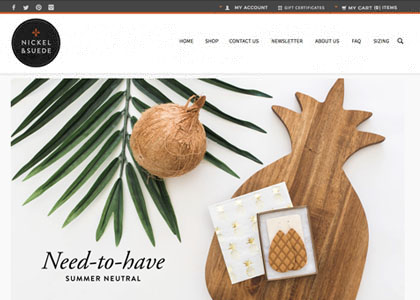 MY ACCOUNT
GIFT CERTIFICATES
MY CART (0) ITEMS
NICKEL
& SUEDE
HOME
SHOP
CONTACT US
NEWSLETTER
ABOUT US
FAQ
SIZING
Need-to-have
SUMMER NEUTRAL